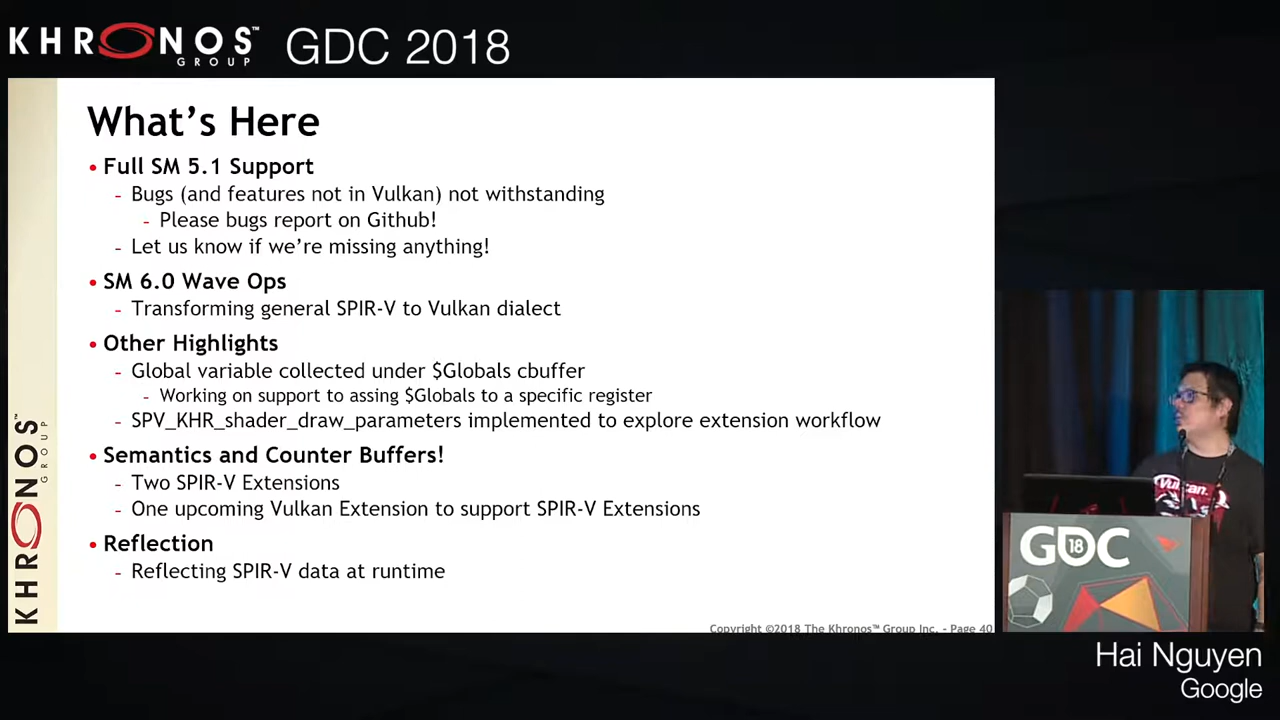 KHRONOS™ GROUP GDC 2018
What's Here
• Full SM 5.1 Support
- Bugs (and features not in Vulkan) not withstanding
- Please bugs report on Github!
- Let us know if we're missing anything!
• SM 6.0 Wave Ops
- Transforming general SPIR-V to Vulkan dialect
• Other Highlights
- Global variable collected under $Globals cbuffer
- Working on support to assing $Globals to a specific register
- SPV_KHR_shader_draw_parameters implemented to explore extension workflow
• Semantics and Counter Buffers!
- Two SPIR-V Extensions
- One upcoming Vulkan Extension to support SPIR-V Extensions
• Reflection
- Reflecting SPIR-V data at runtime
Copyright ©2018 The Khronos™ Group Inc. - Page 40
KHRONOS™ GROUP
Vulkan.
GDC 18
Hai Nguyen
Google